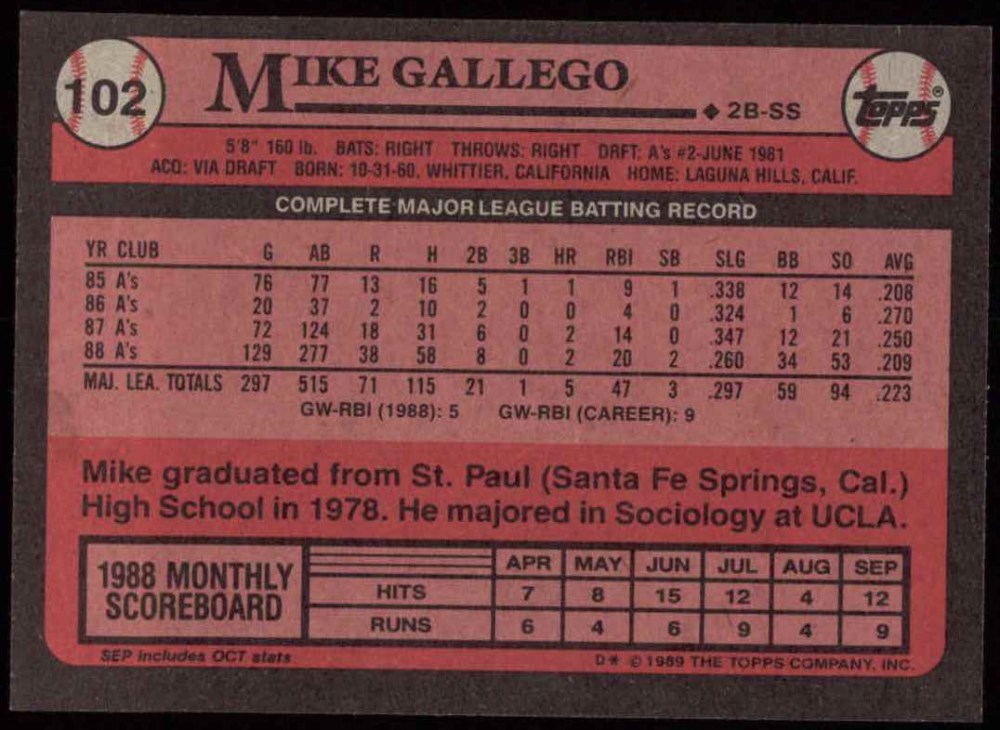 102
MIKE GALLEGO
◆ 2B-SS
TOPPS®
5'8" 160 lb. BATS: RIGHT THROWS: RIGHT DRFT: A's #2-JUNE 1981
ACQ: VIA DRAFT BORN: 10-31-60, WHITTIER, CALIFORNIA HOME: LAGUNA HILLS, CALIF.
COMPLETE MAJOR LEAGUE BATTING RECORD
YR CLUB G AB R H 2B 3B HR RBI SB SLG BB SO AVG
85 A's 76 77 13 16 5 1 1 9 1 .338 12 14 .208
86 A's 20 37 2 10 2 0 0 4 0 .324 1 6 .270
87 A's 72 124 18 31 6 0 2 14 0 .347 12 21 .250
88 A's 129 277 38 58 8 0 2 20 2 .260 34 53 .209
MAJ. LEA. TOTALS 297 515 71 115 21 1 5 47 3 .297 59 94 .223
GW-RBI (1988): 5 GW-RBI (CAREER): 9
Mike graduated from St. Paul (Santa Fe Springs, Cal.)
High School in 1978. He majored in Sociology at UCLA.
1988 MONTHLY
SCOREBOARD
APR MAY JUN JUL AUG SEP
HITS 7 8 15 12 4 12
RUNS 6 4 6 9 4 9
SEP includes OCT stats
D* © 1989 THE TOPPS COMPANY, INC.